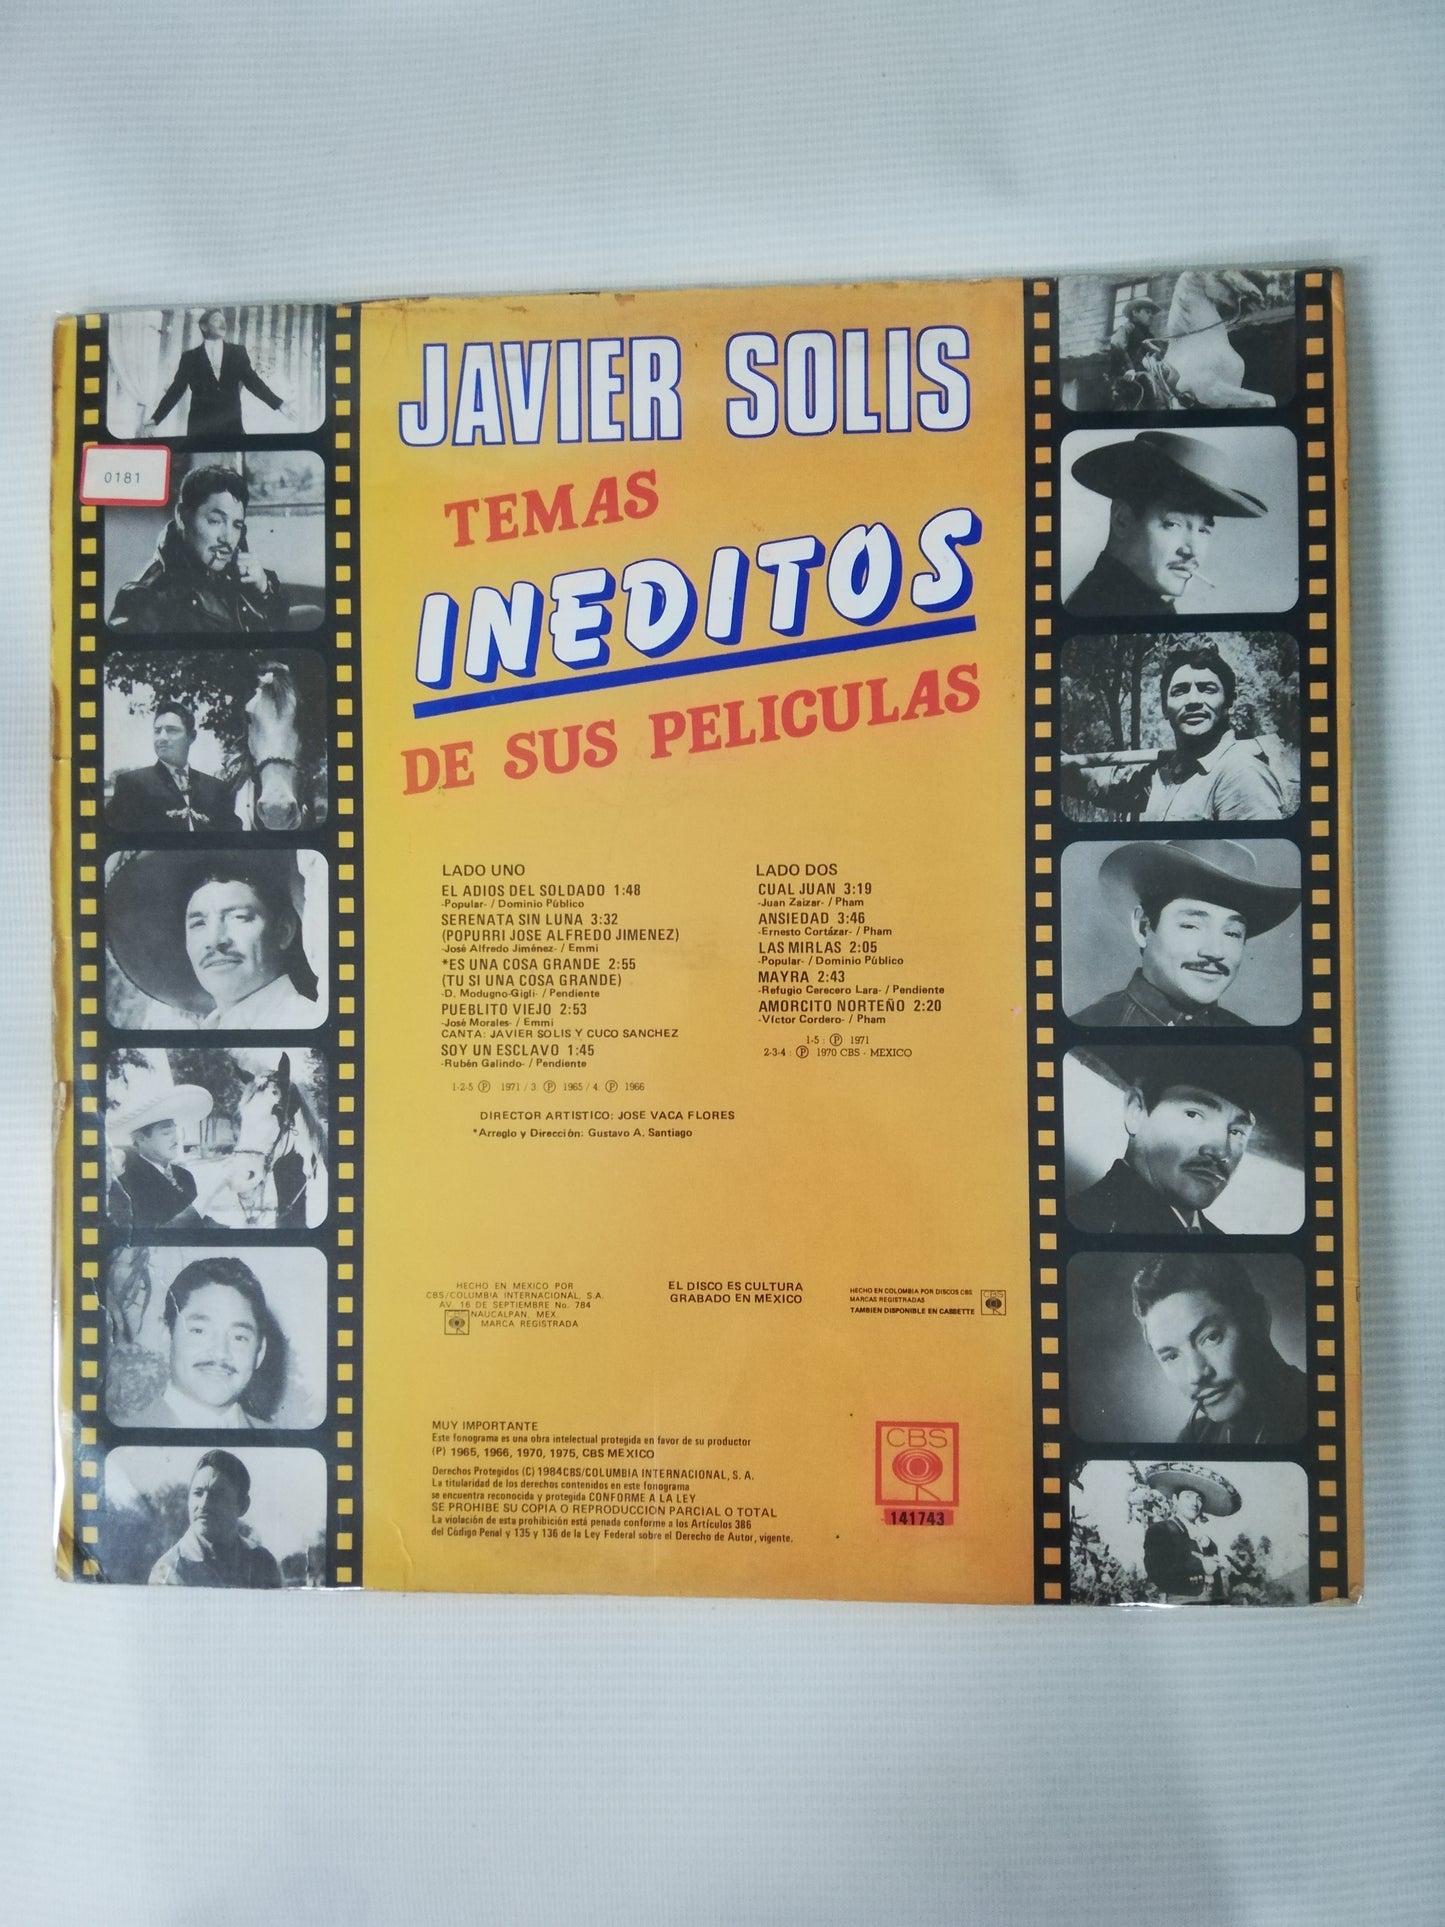 0181
JAVIER SOLIS
TEMAS
INEDITOS
DE SUS PELICULAS
LADO UNO
EL ADIOS DEL SOLDADO 1:48
-Popular- / Dominio Público
SERENATA SIN LUNA 3:32
(POPURRI JOSE ALFREDO JIMENEZ)
-José Alfredo Jiménez- / Emmi
*ES UNA COSA GRANDE 2:55
(TU SI UNA COSA GRANDE)
-D. Modugno-Gigli- / Pendiente
PUEBLITO VIEJO 2:53
-José Morales- / Emmi
CANTA: JAVIER SOLIS Y CUCO SANCHEZ
SOY UN ESCLAVO 1:45
-Rubén Galindo- / Pendiente
1-2-5 Ⓟ 1971 / 3 Ⓟ 1965 / 4: Ⓟ 1966
LADO DOS
CUAL JUAN 3:19
-Juan Zaizar- / Pham
ANSIEDAD 3:46
-Ernesto Cortázar- / Pham
LAS MIRLAS 2:05
-Popular- / Dominio Público
MAYRA 2:43
-Refugio Cerecero Lara- / Pendiente
AMORCITO NORTEÑO 2:20
-Víctor Cordero- / Pham
1-5 : Ⓟ 1971
2-3-4 : Ⓟ 1970 CBS - MEXICO
DIRECTOR ARTISTICO: JOSE VACA FLORES
*Arreglo y Dirección: Gustavo A. Santiago
HECHO EN MEXICO POR
CBS/COLUMBIA INTERNACIONAL, S.A.
AV. 16 DE SEPTIEMBRE No. 784
NAUCALPAN, MEX.
MARCA REGISTRADA
EL DISCO ES CULTURA
GRABADO EN MEXICO
HECHO EN COLOMBIA POR DISCOS CBS
MARCAS REGISTRADAS
TAMBIEN DISPONIBLE EN CASSETTE
CBS
MUY IMPORTANTE
Este fonograma es una obra intelectual protegida en favor de su productor
(P) 1965, 1966, 1970, 1975, CBS MEXICO
Derechos Protegidos (C) 1984CBS/COLUMBIA INTERNACIONAL, S. A.
La titularidad de los derechos contenidos en este fonograma
se encuentra reconocida y protegida CONFORME A LA LEY
SE PROHIBE SU COPIA O REPRODUCCION PARCIAL O TOTAL
La violación de esta prohibición está penada conforme a los Artículos 386
del Código Penal y 135 y 136 de la Ley Federal sobre el Derecho de Autor, vigente.
CBS
141743